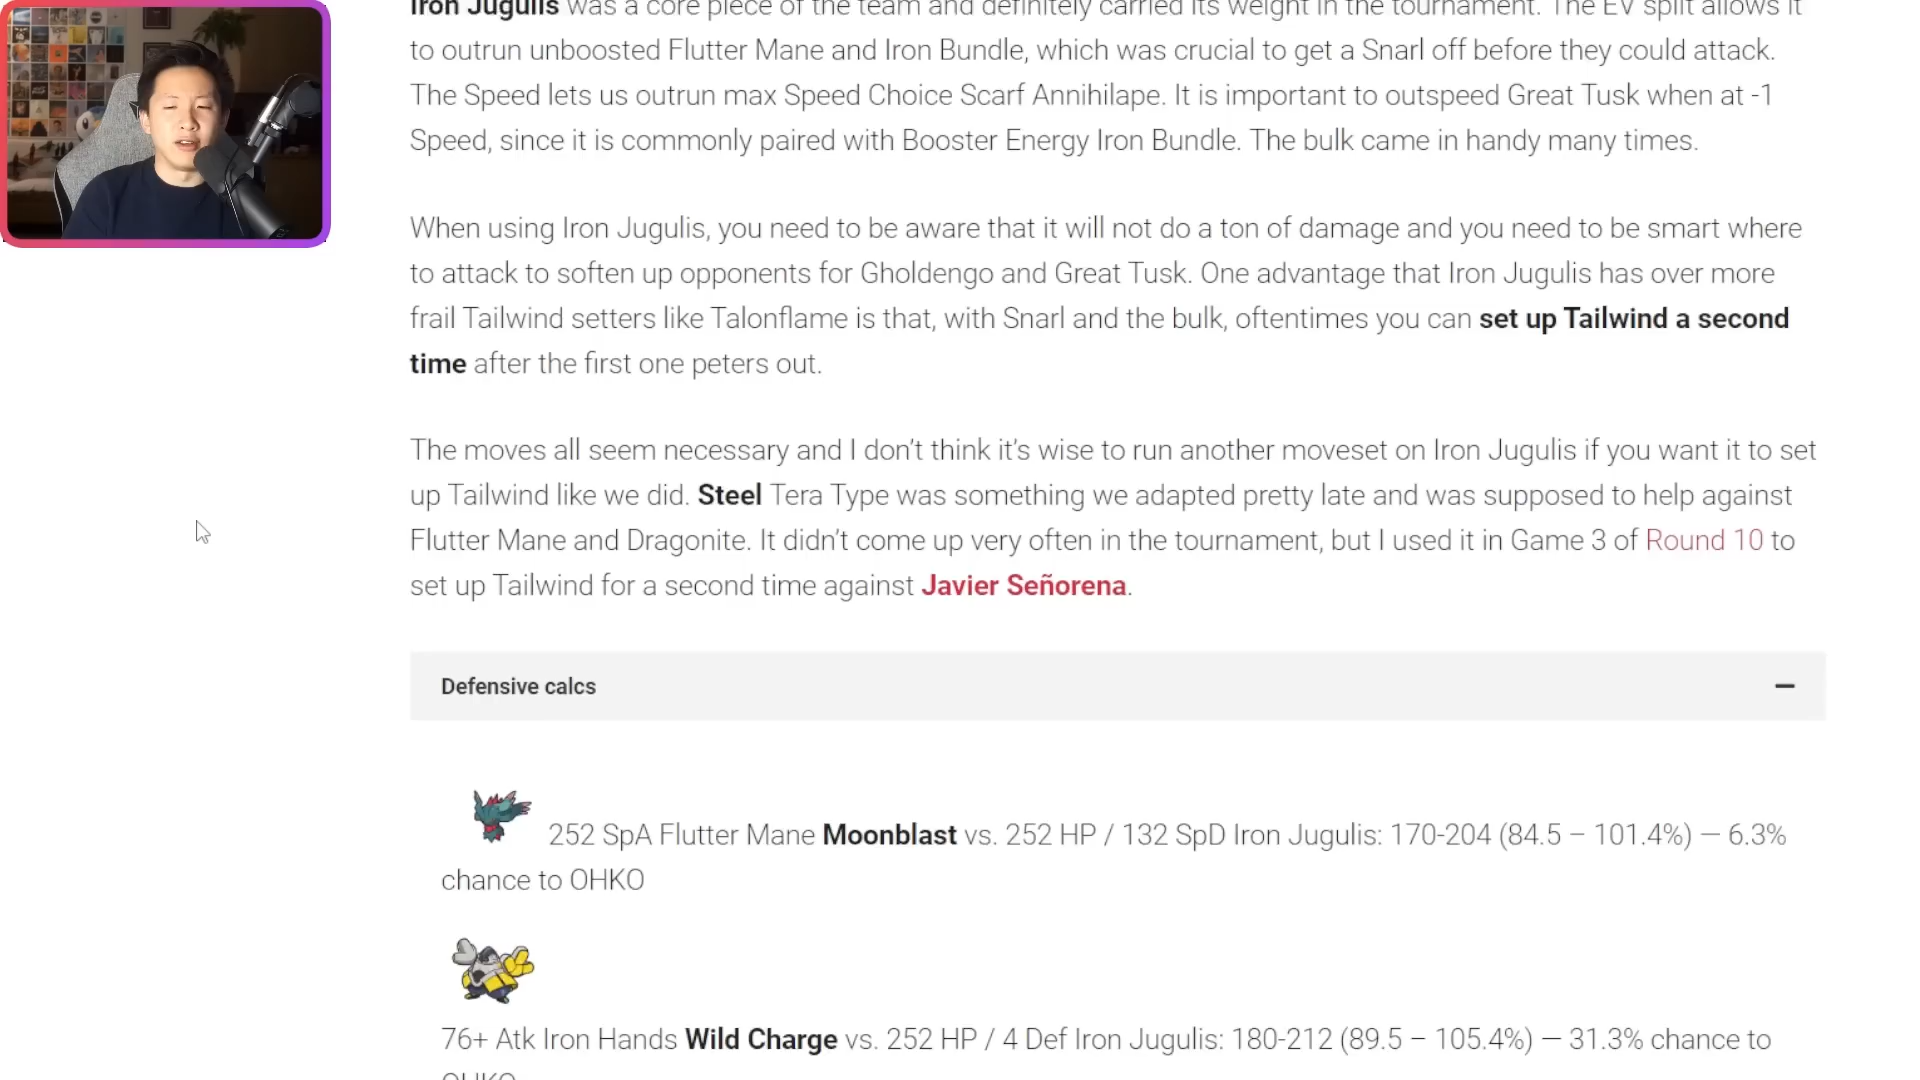 Iron Jugulis was a core piece of the team and definitely carried its weight in the tournament. The EV split allows it
to outrun unboosted Flutter Mane and Iron Bundle, which was crucial to get a Snarl off before they could attack.
The Speed lets us outrun max Speed Choice Scarf Annihilape. It is important to outspeed Great Tusk when at -1
Speed, since it is commonly paired with Booster Energy Iron Bundle. The bulk came in handy many times.
When using Iron Jugulis, you need to be aware that it will not do a ton of damage and you need to be smart where
to attack to soften up opponents for Gholdengo and Great Tusk. One advantage that Iron Jugulis has over more
frail Tailwind setters like Talonflame is that, with Snarl and the bulk, oftentimes you can set up Tailwind a second
time after the first one peters out.
The moves all seem necessary and I don’t think it’s wise to run another moveset on Iron Jugulis if you want it to set
up Tailwind like we did. Steel Tera Type was something we adapted pretty late and was supposed to help against
Flutter Mane and Dragonite. It didn’t come up very often in the tournament, but I used it in Game 3 of Round 10 to
set up Tailwind for a second time against Javier Señorena.
Defensive calcs
252 SpA Flutter Mane Moonblast vs. 252 HP / 132 SpD Iron Jugulis: 170-204 (84.5 – 101.4%) — 6.3%
chance to OHKO
76+ Atk Iron Hands Wild Charge vs. 252 HP / 4 Def Iron Jugulis: 180-212 (89.5 – 105.4%) — 31.3% chance to
OHKO